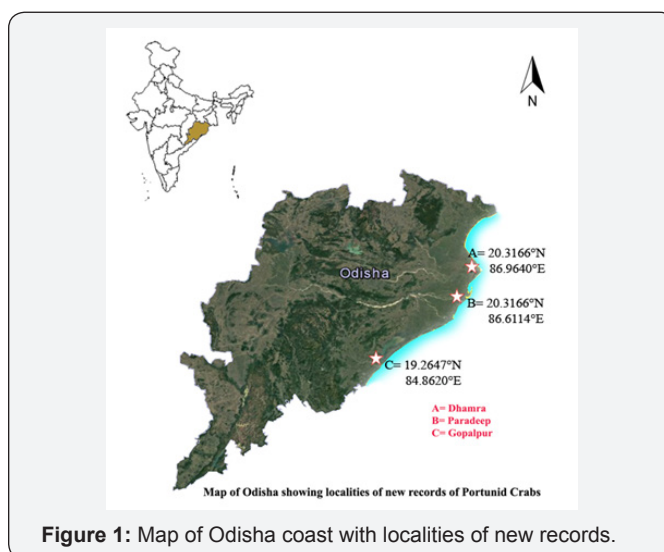 N
Odisha
A= 20.3166°N
86.9640°E
B= 20.3166°N
86.6114°E
C= 19.2647°N
84.8620°E
A= Dhamra
B= Paradeep
C= Gopalpur
Map of Odisha showing localities of new records of Portunid Crabs
Figure 1: Map of Odisha coast with localities of new records.